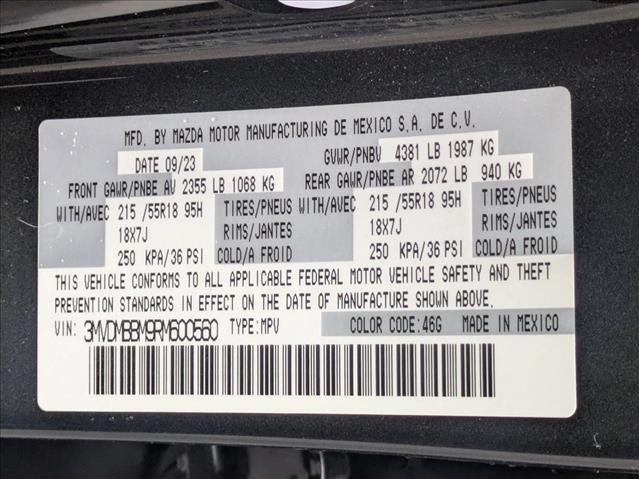 MFD. BY MAZDA MOTOR MANUFACTURING DE MEXICO S.A. DE C.V.
DATE 09/23 GVWR/PNBV 4381 LB 1987 KG
FRONT GAWR/PNBE AV 2355 LB 1068 KG REAR GAWR/PNBE AR 2072 LB 940 KG
WITH/AVEC 215 /55R18 95H TIRES/PNEUS WITH/AVEC 215 /55R18 95H TIRES/PNEUS
18X7J RIMS/JANTES 18X7J RIMS/JANTES
250 KPA/36 PSI COLD/A FROID 250 KPA/36 PSI COLD/A FROID
THIS VEHICLE CONFORMS TO ALL APPLICABLE FEDERAL MOTOR VEHICLE SAFETY AND THEFT
PREVENTION STANDARDS IN EFFECT ON THE DATE OF MANUFACTURE SHOWN ABOVE.
VIN: 3MVDMBBM9RM600560 TYPE:MPV COLOR CODE:46G MADE IN MEXICO